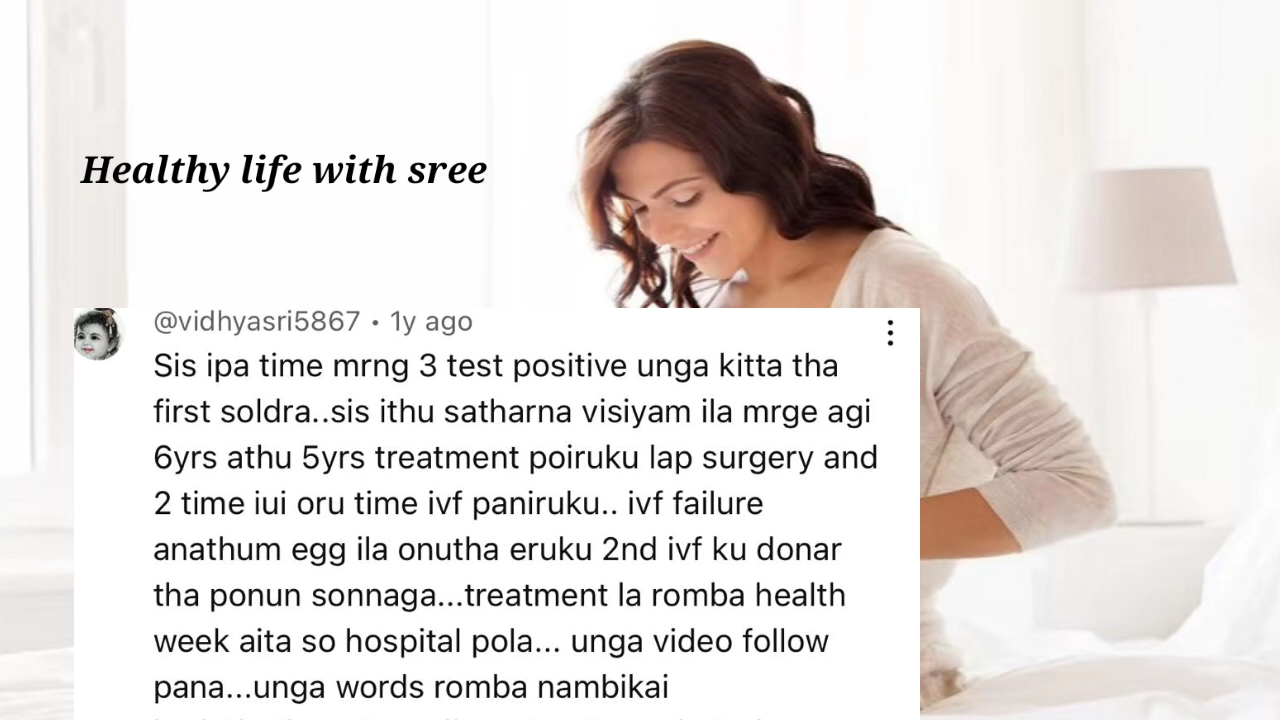 Healthy life with sree
@vidhyasri5867 • 1y ago
Sis ipa time mrng 3 test positive unga kitta tha
first soldra..sis ithu satharna visiyam ila mrge agi
6yrs athu 5yrs treatment poiruku lap surgery and
2 time iui oru time ivf paniruku.. ivf failure
anathum egg ila onutha eruku 2nd ivf ku donar
tha ponun sonnaga...treatment la romba health
week aita so hospital pola... unga video follow
pana...unga words romba nambikai